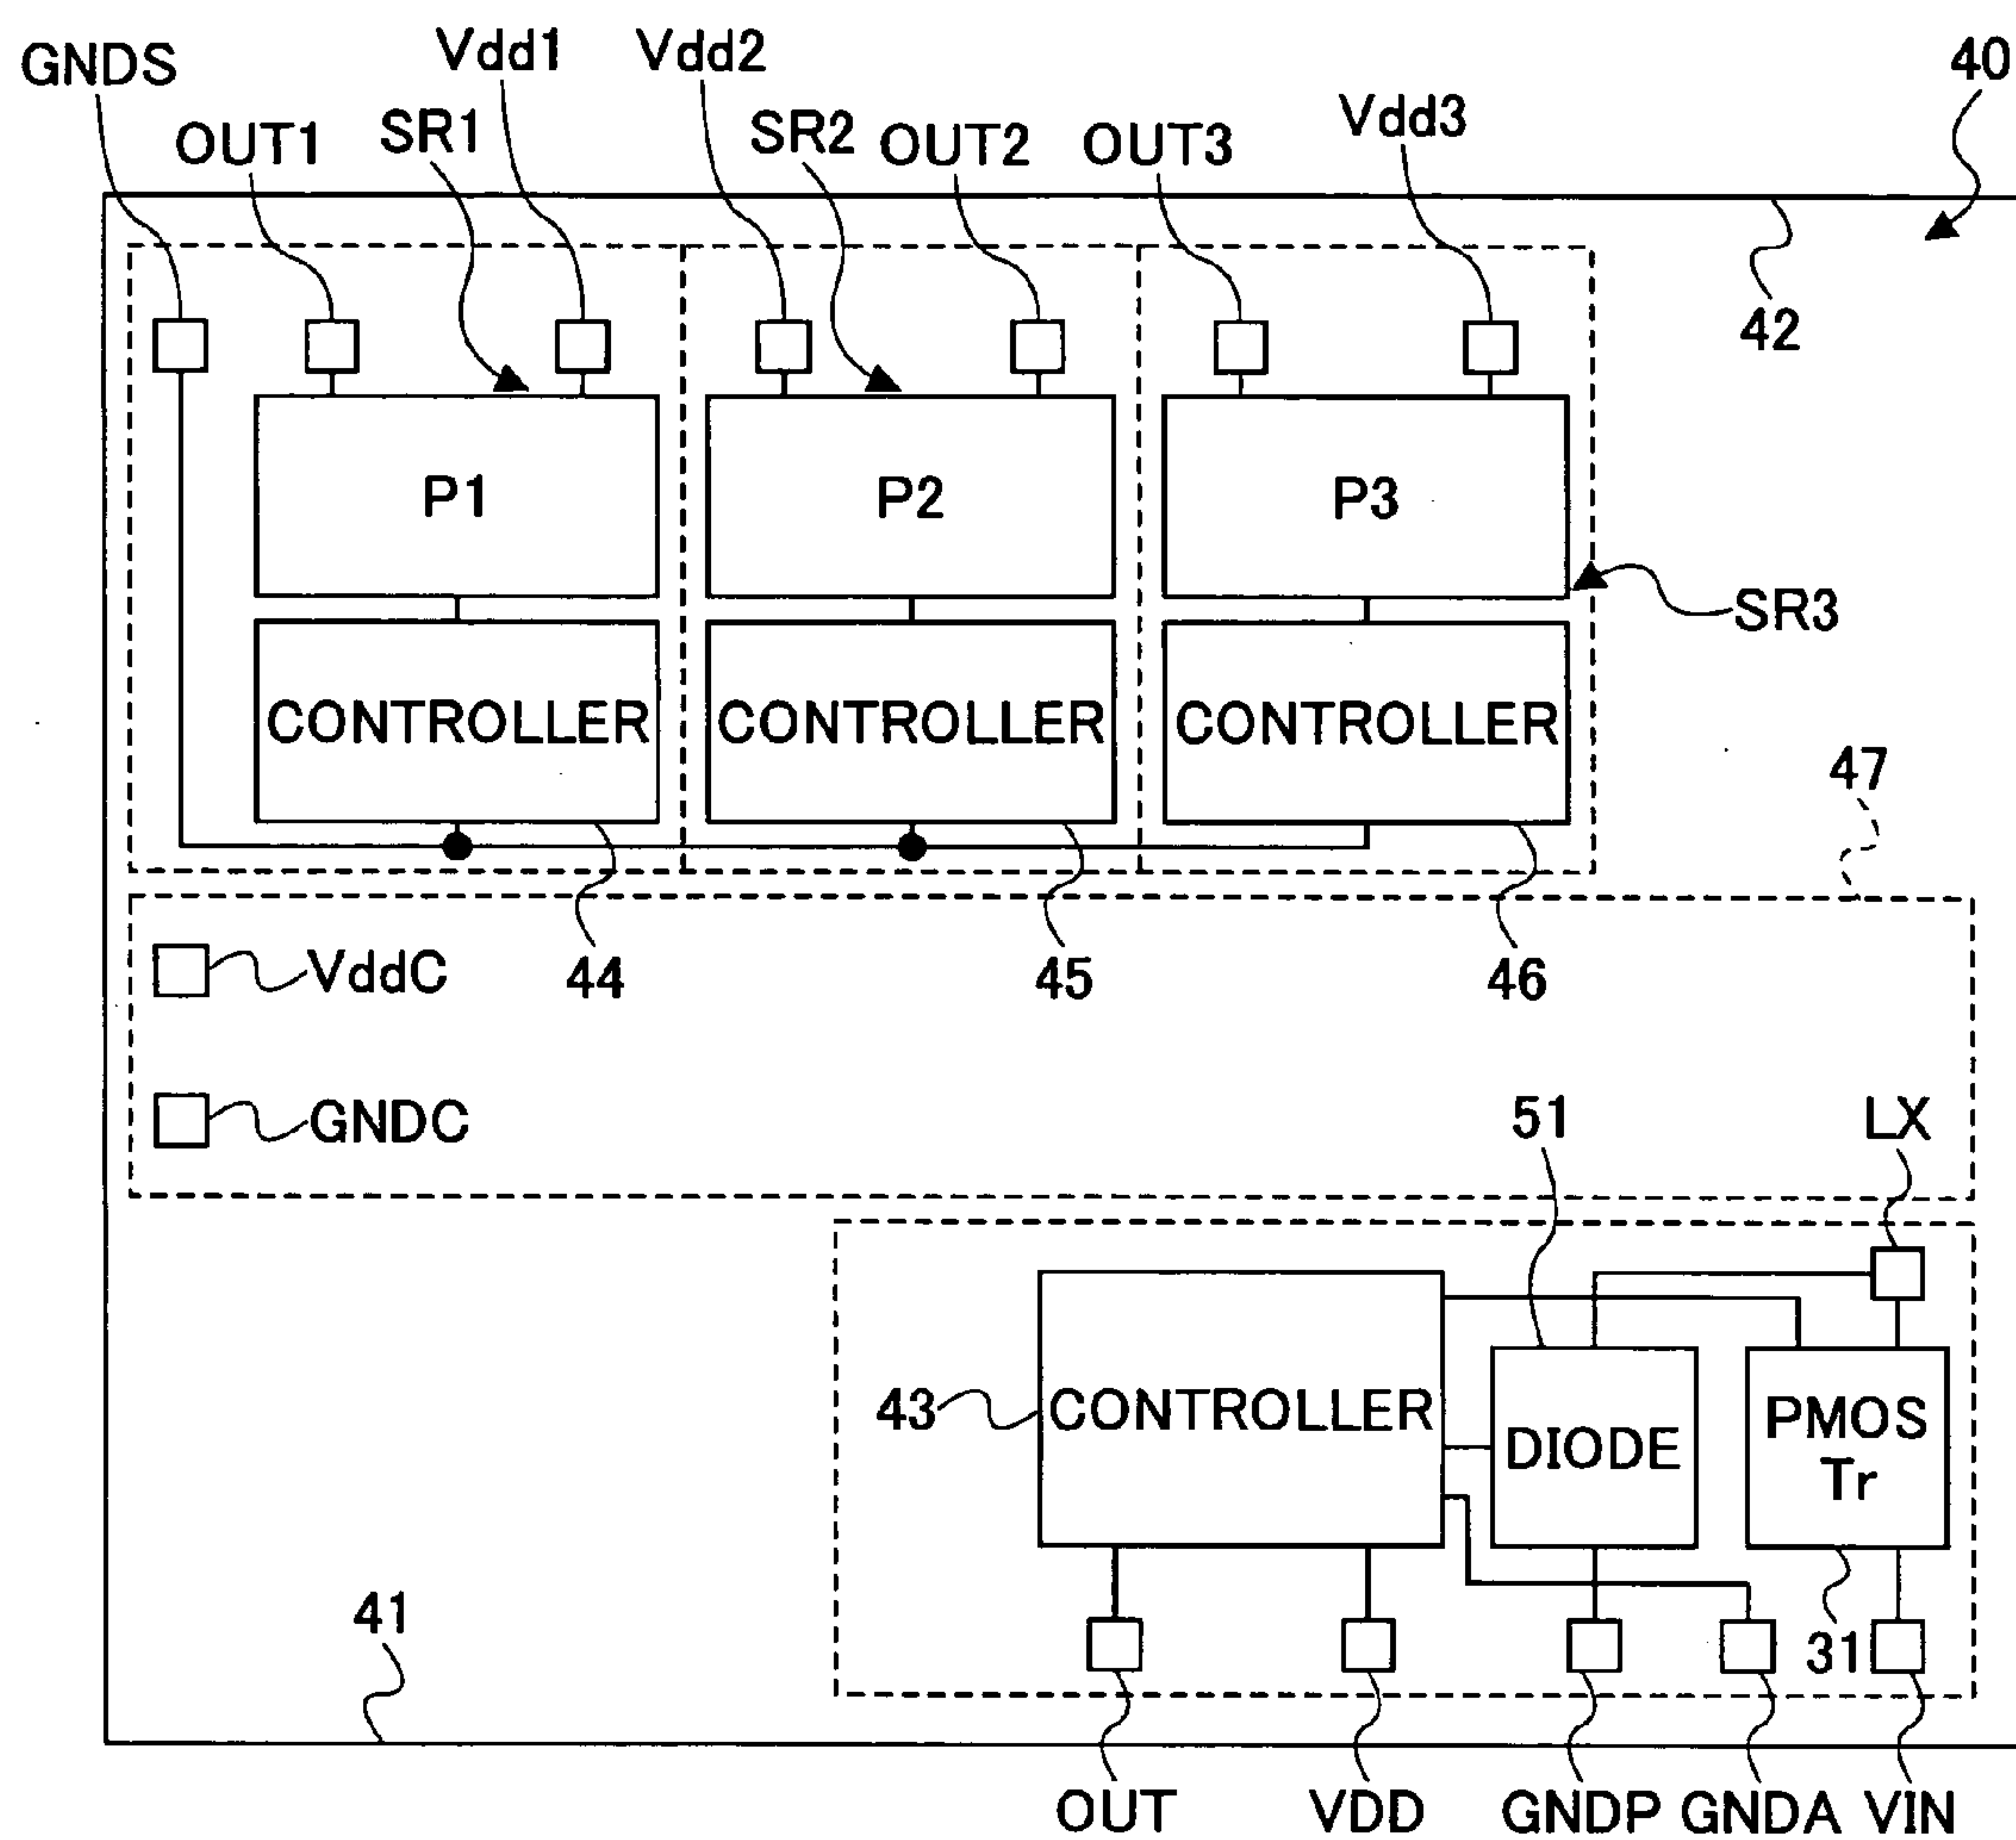 GNDS
Vdd1
Vdd2
40
OUT1
SR1
SR2
OUT2
OUT3
Vdd3
42
P1
P2
P3
SR3
CONTROLLER
CONTROLLER
CONTROLLER
47
VddC
44
45
46
GNDC
51
LX
43
CONTROLLER
DIODE
PMOS
Tr
41
31
OUT
VDD
GNDP
GNDA
VIN